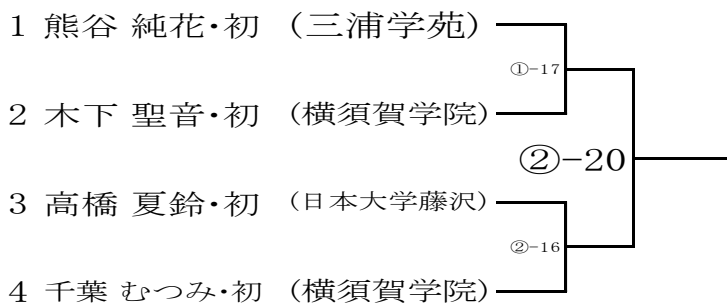 1 熊谷 純花・初 (三浦学苑)
①-17
2 木下 聖音・初 (横須賀学院)
②-20
3 高橋 夏鈴・初 (日本大学藤沢)
②-16
4 千葉 むつみ・初 (横須賀学院)